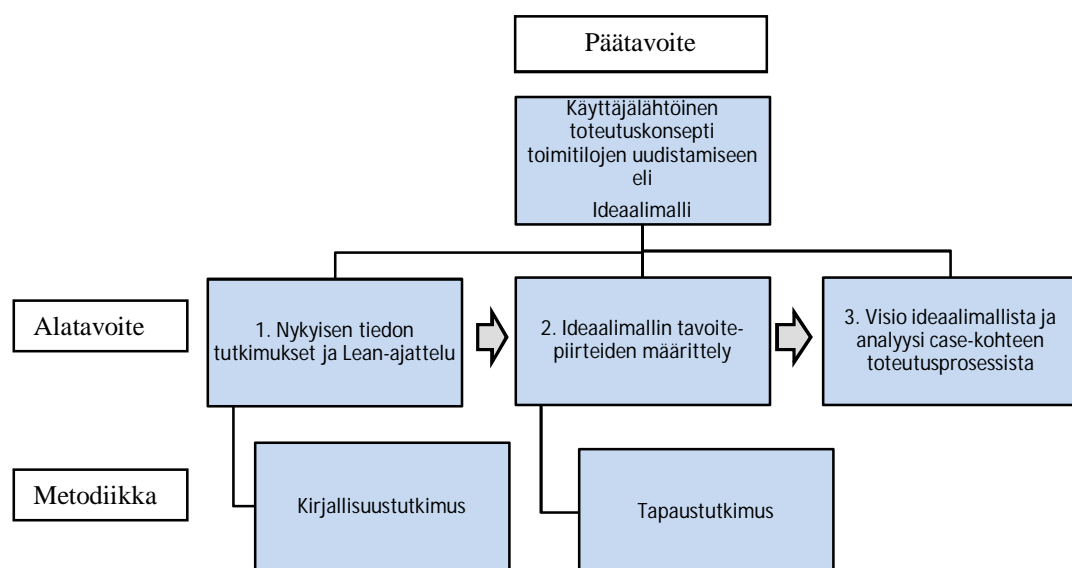 Päätavoite
Käyttäjälähtöinen
toteutuskonsepti
toimitilojen uudistamiseen
eli
Ideaalimalli
Alatavoite
1. Nykyisen tiedon
tutkimukset ja Lean-ajattelu
2. Ideaalimallin tavoite-
piirteiden määrittely
3. Visio ideaalimallista ja
analyysi case-kohteen
toteutusprosessista
Metodiikka
Kirjallisuustutkimus
Tapaustutkimus